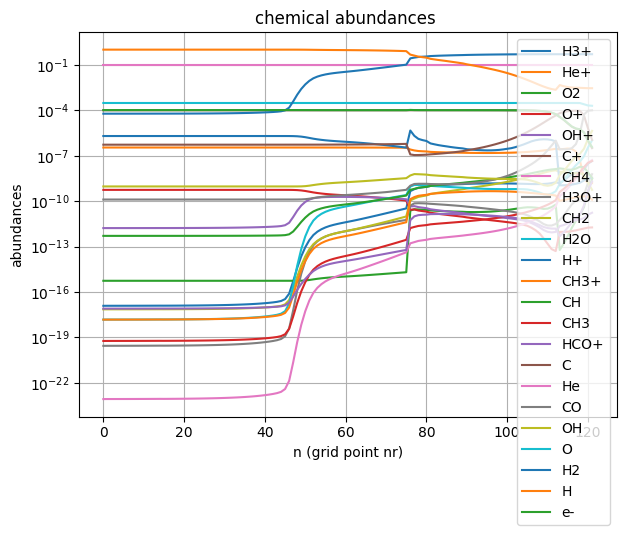 chemical abundances
abundances
10⁻¹
10⁻⁴
10⁻⁷
10⁻¹⁰
10⁻¹³
10⁻¹⁶
10⁻¹⁹
10⁻²²
0 20 40 60 80 100 120
n (grid point nr)
H3+
He+
O2
O+
OH+
C+
CH4
H3O+
CH2
H2O
H+
CH3+
CH
CH3
HCO+
C
He
CO
OH
O
H2
H
e-